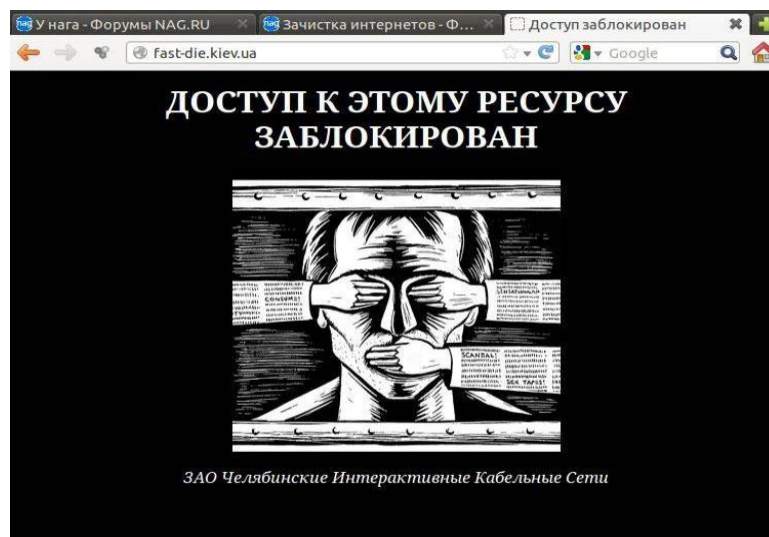 У нага - Форумы NAG.RU
Зачистка интернетов - Ф...
Доступ заблокирован
fast-die.kiev.ua
Google
ДОСТУП К ЭТОМУ РЕСУРСУ
ЗАБЛОКИРОВАН
CONSUME!
SCANDAL!
SEX TAPES!
ЗАО Челябинские Интерактивные Кабельные Сети